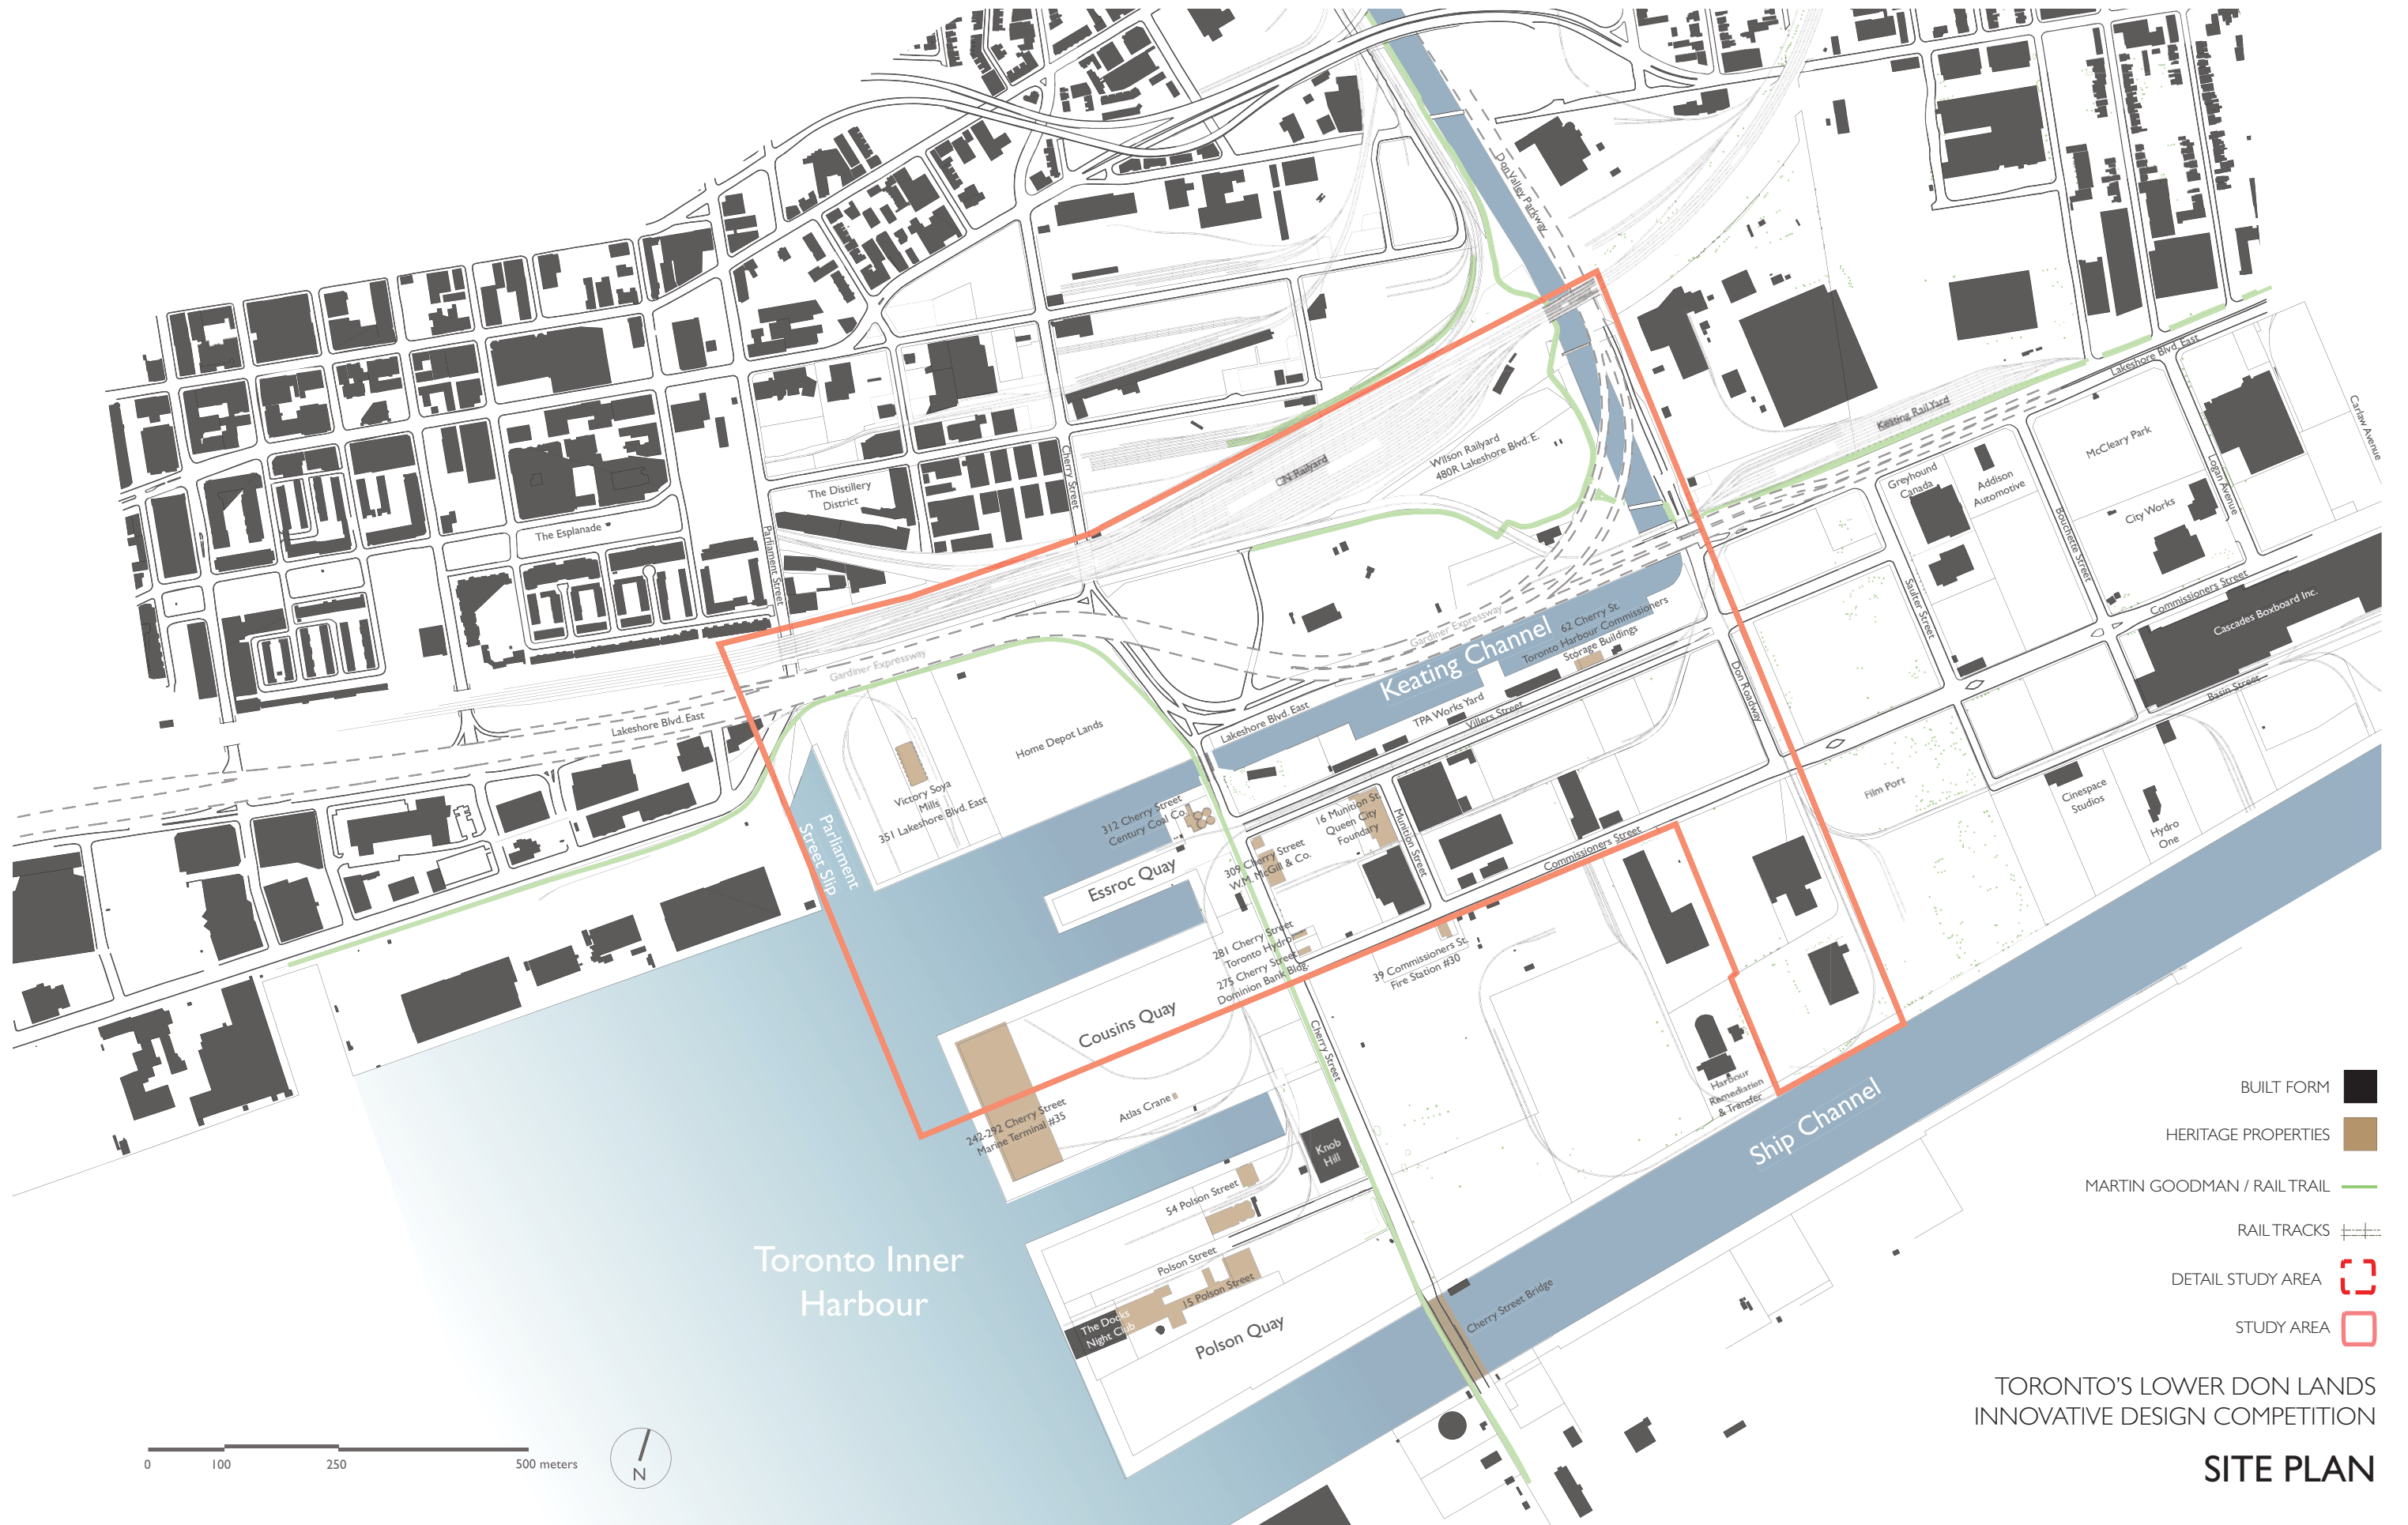 Don Valley Parkway
Lakeshore Blvd. East
Keating Rail Yard
Carlaw Avenue
McCleary Park
Logan Avenue
Wilson Railyard
480R Lakeshore Blvd. E.
CN Railyard
Cherry Street
The Distillery
District
Greyhound
Canada
Addison
Automotive
City Works
Bouchette Street
The Esplanade
Parliament Street
Saulter Street
Commissioners Street
Cascades Boxboard Inc.
Basin Street
Gardiner Expressway
Gardiner Expressway
Keating Channel
62 Cherry St.
Toronto Harbour Commissioners
Storage Buildings
Don Roadway
Lakeshore Blvd. East
Home Depot Lands
Lakeshore Blvd. East
TPA Works Yard
Villers Street
Victory Soya
Mills
351 Lakeshore Blvd. East
Film Port
Cinespace
Studios
Hydro
One
Parliament
Street Slip
312 Cherry Street
Century Coal Co.
16 Munition St.
Queen City
Foundary
Munition Street
Essroc Quay
309 Cherry Street
W.M. McGill & Co.
Commissioners Street
281 Cherry Street
Toronto Hydro
275 Cherry Street
Dominion Bank Bldg.
39 Commissioners St.
Fire Station #30
Cousins Quay
Cherry Street
Harbour
Remediation
& Transfer
242-292 Cherry Street
Marine Terminal #35
Atlas Crane
Knob
Hill
Ship Channel
54 Polson Street
Toronto Inner
Harbour
Polson Street
15 Polson Street
The Docks
Night Club
Polson Quay
Cherry Street Bridge
BUILT FORM
HERITAGE PROPERTIES
MARTIN GOODMAN / RAIL TRAIL
RAIL TRACKS
DETAIL STUDY AREA
STUDY AREA
TORONTO'S LOWER DON LANDS
INNOVATIVE DESIGN COMPETITION
SITE PLAN
0 100 250 500 meters
N